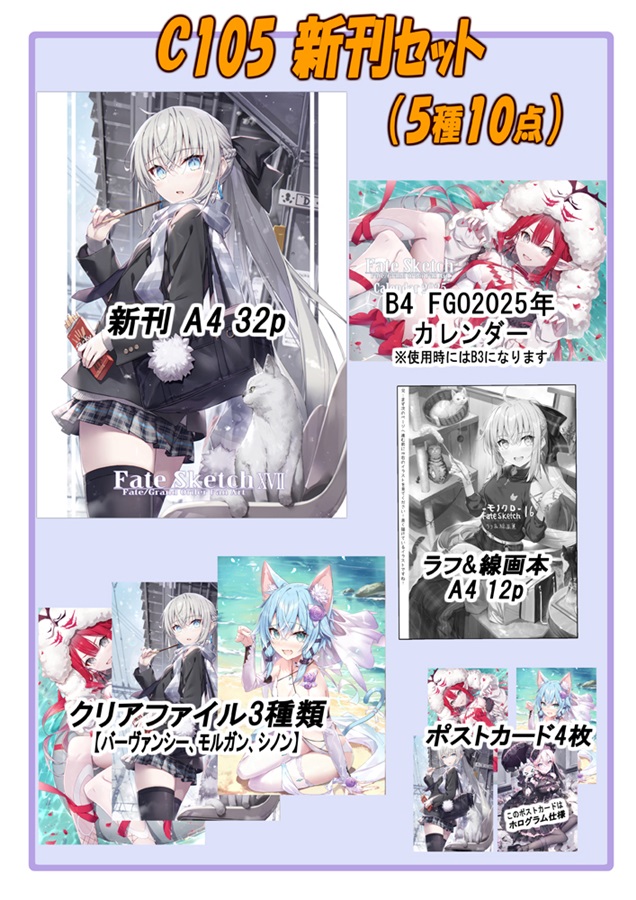 C105 新刊セット
（5種10点）
新刊 A4 32p
Fate Sketch XVII
Fate/Grand Order Fan Art
Fate Sketch
B4 FGO2025年
カレンダー
※使用時にはB3になります
-モノクロ-
Fate Sketch 16
ラフ&線画本
A4 12p
クリアファイル3種類
【バーヴァンシー、モルガン、シノン】
ポストカード4枚
このポストカードは
ホログラム仕様